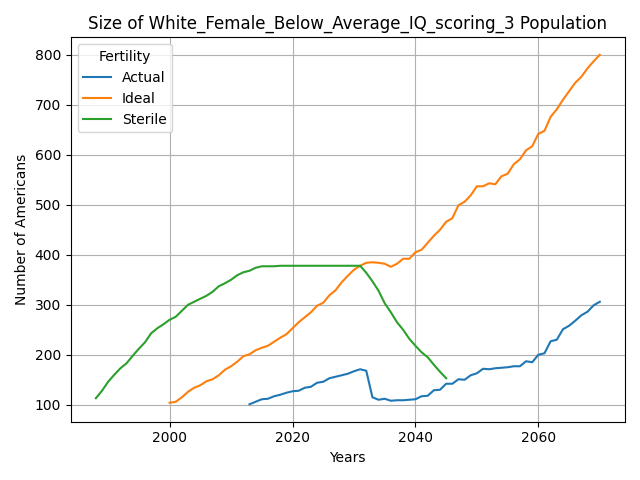 Size of White_Female_Below_Average_IQ_scoring_3 Population
Fertility
Actual
Ideal
Sterile
Number of Americans
800
700
600
500
400
300
200
100
2000
2020
2040
2060
Years